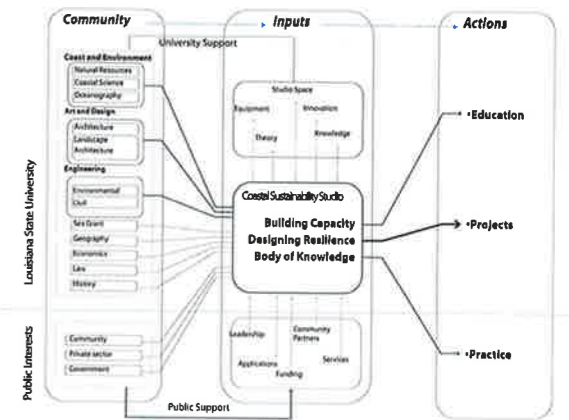 Community
Inputs
Actions
University Support
Coast and Environment
Natural Resources
Coastal Science
Oceanography
Art and Design
Architecture
Landscape
Architecture
Engineering
Environmental
Civil
Sea Grant
Geography
Economics
Law
History
Louisiana State University
Studio Space
Equipment
Innovation
Theory
Knowledge
Coastal Sustainability Studio
Building Capacity
Designing Resilience
Body of Knowledge
•Education
•Projects
•Practice
Public Interests
Community
Private sector
Government
Leadership
Community
Partners
Applications
Services
Funding
Public Support